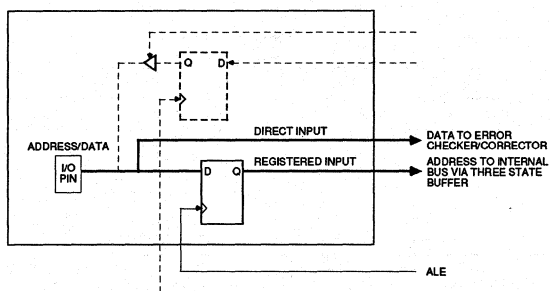 Q D
DIRECT INPUT
DATA TO ERROR
CHECKER/CORRECTOR
ADDRESS/DATA
I/O
PIN
REGISTERED INPUT
D Q
ADDRESS TO INTERNAL
BUS VIA THREE STATE
BUFFER
ALE